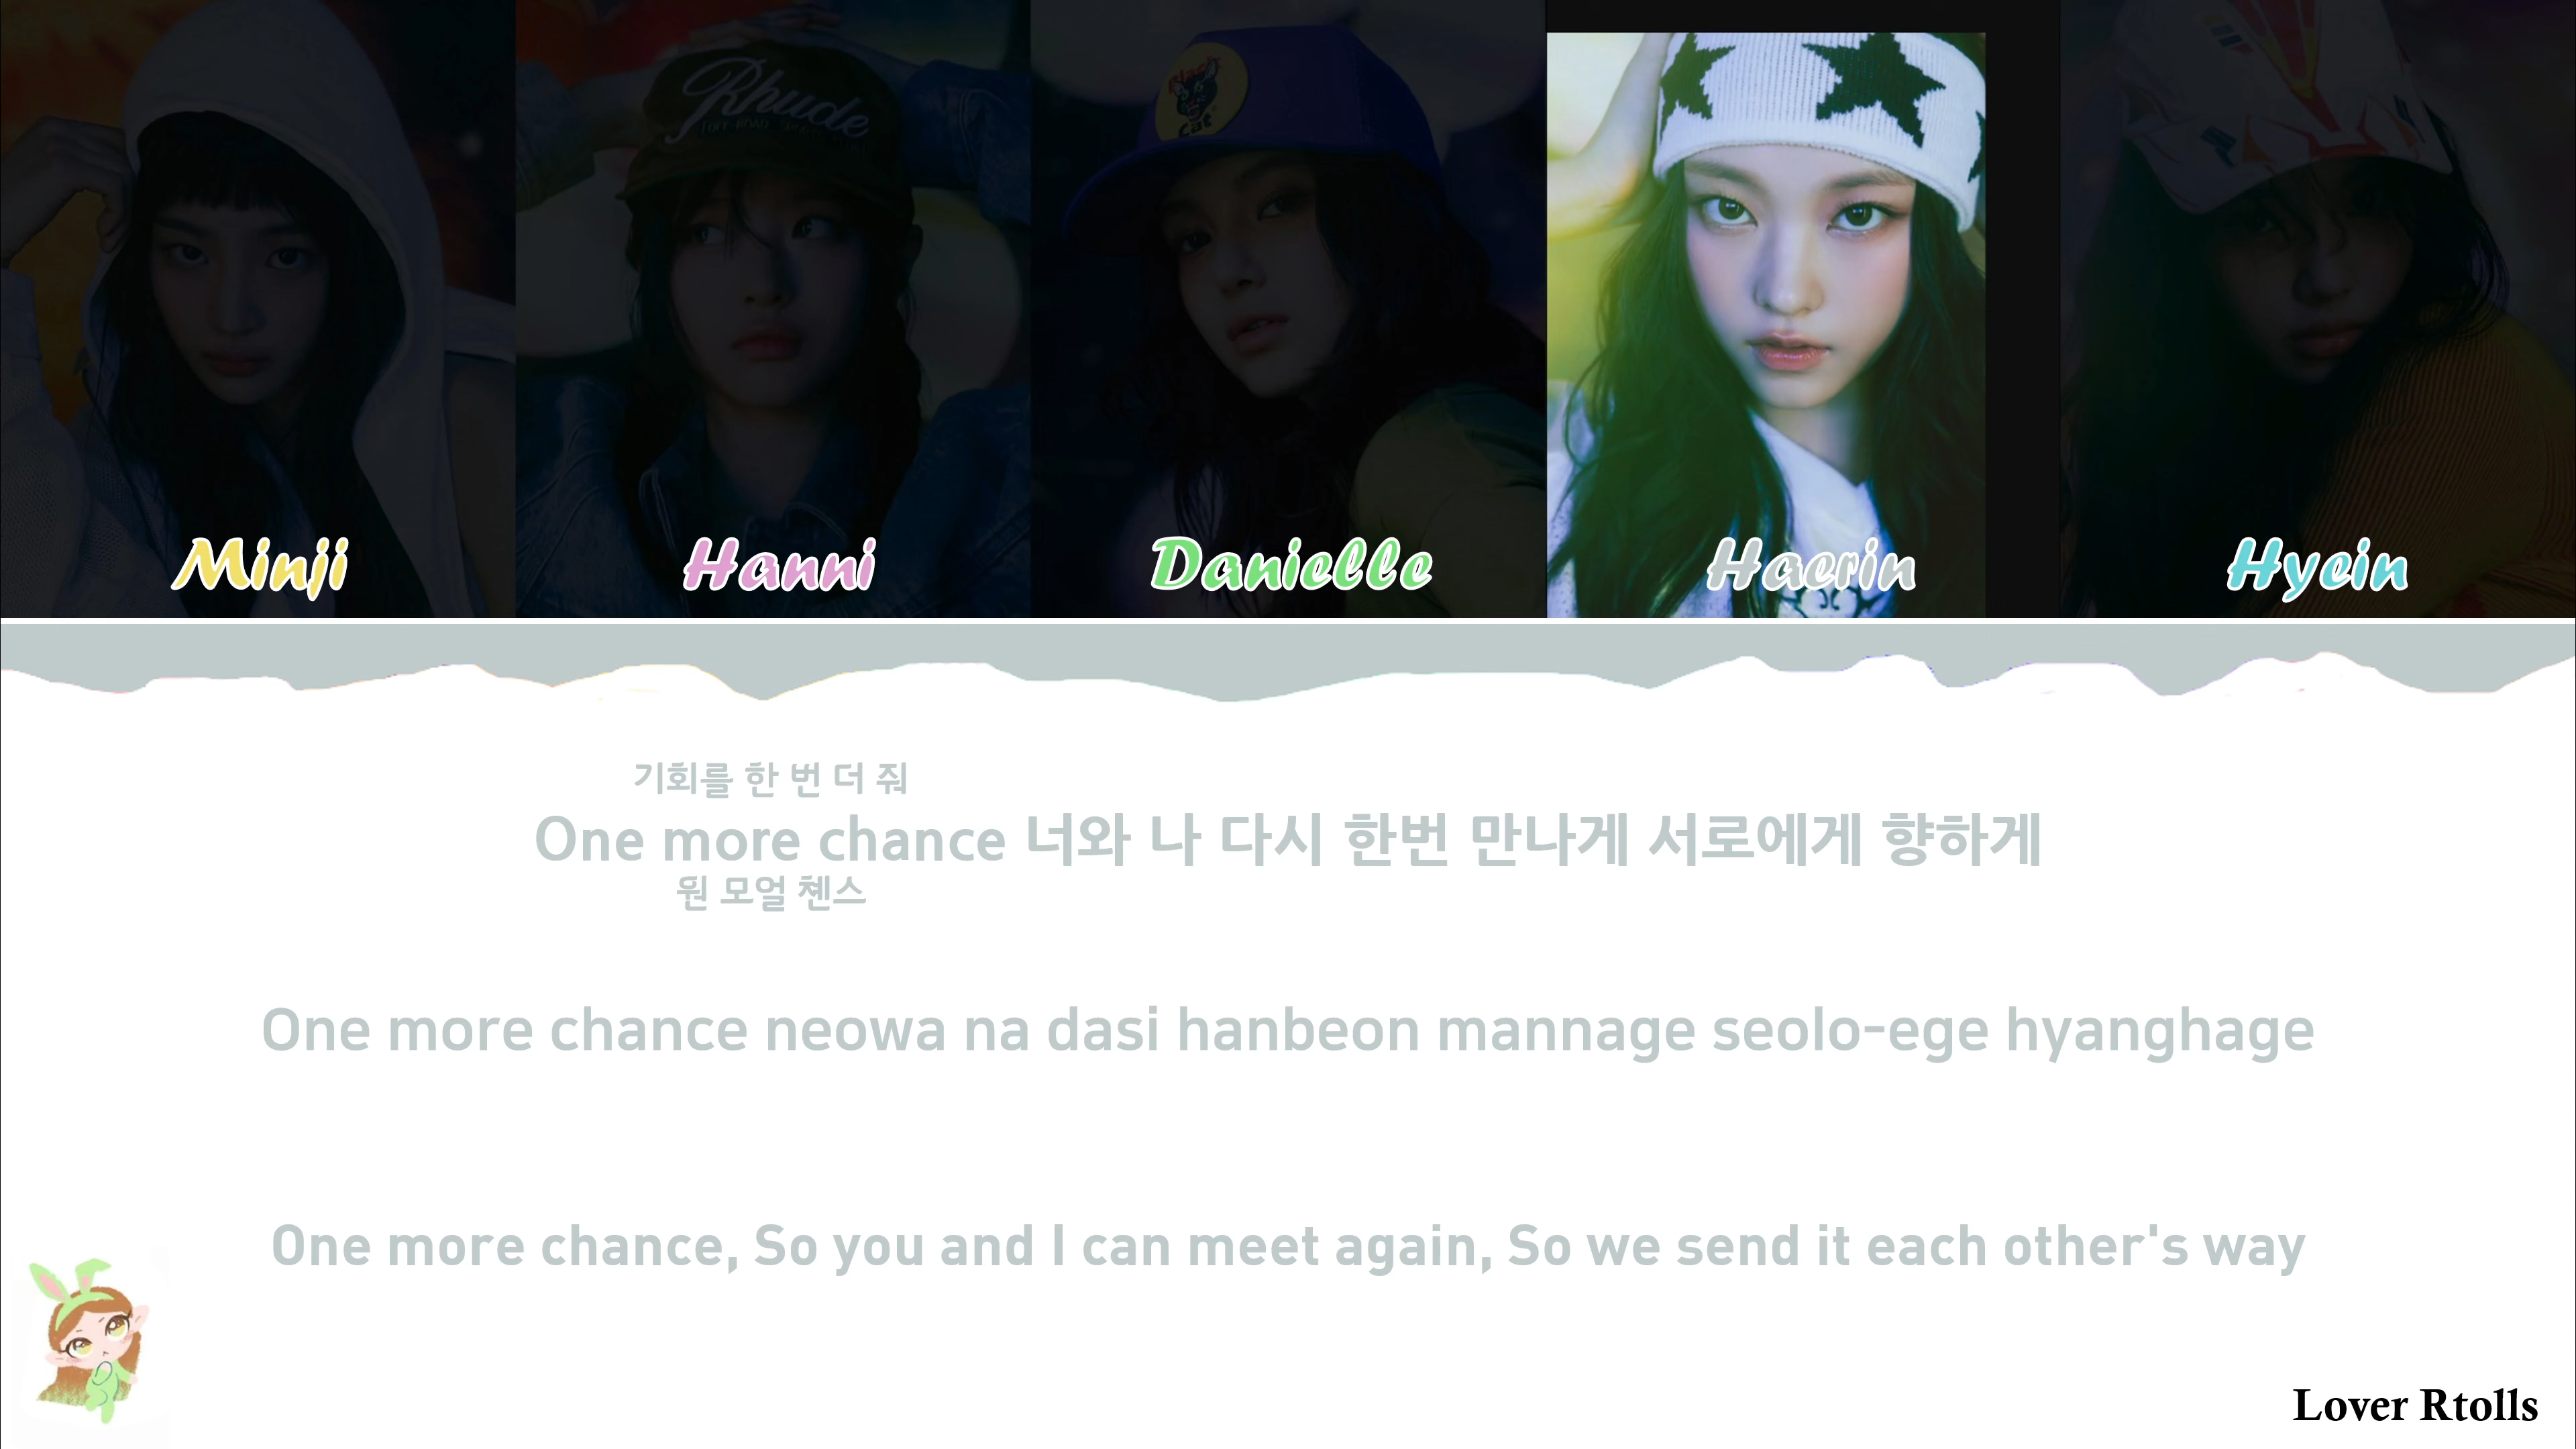 Rhude
Black
Cat
Minji
Hanni
Danielle
Haerin
Hyein
기회를 한 번 더 줘
One more chance 너와 나 다시 한번 만나게 서로에게 향하게
원 모얼 첸스
One more chance neowa na dasi hanbeon mannage seolo-ege hyanghage
One more chance, So you and I can meet again, So we send it each other's way
Lover Rtolls